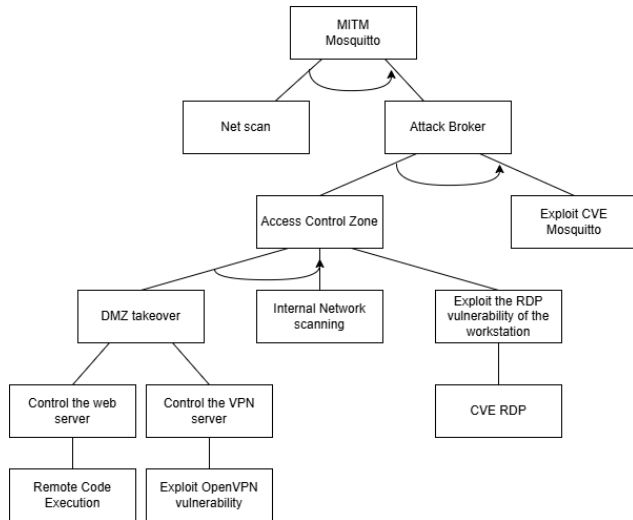 MITM
Mosquitto
Net scan
Attack Broker
Access Control Zone
Exploit CVE
Mosquitto
DMZ takeover
Internal Network
scanning
Exploit the RDP
vulnerability of the
workstation
Control the web
server
Control the VPN
server
CVE RDP
Remote Code
Execution
Exploit OpenVPN
vulnerability